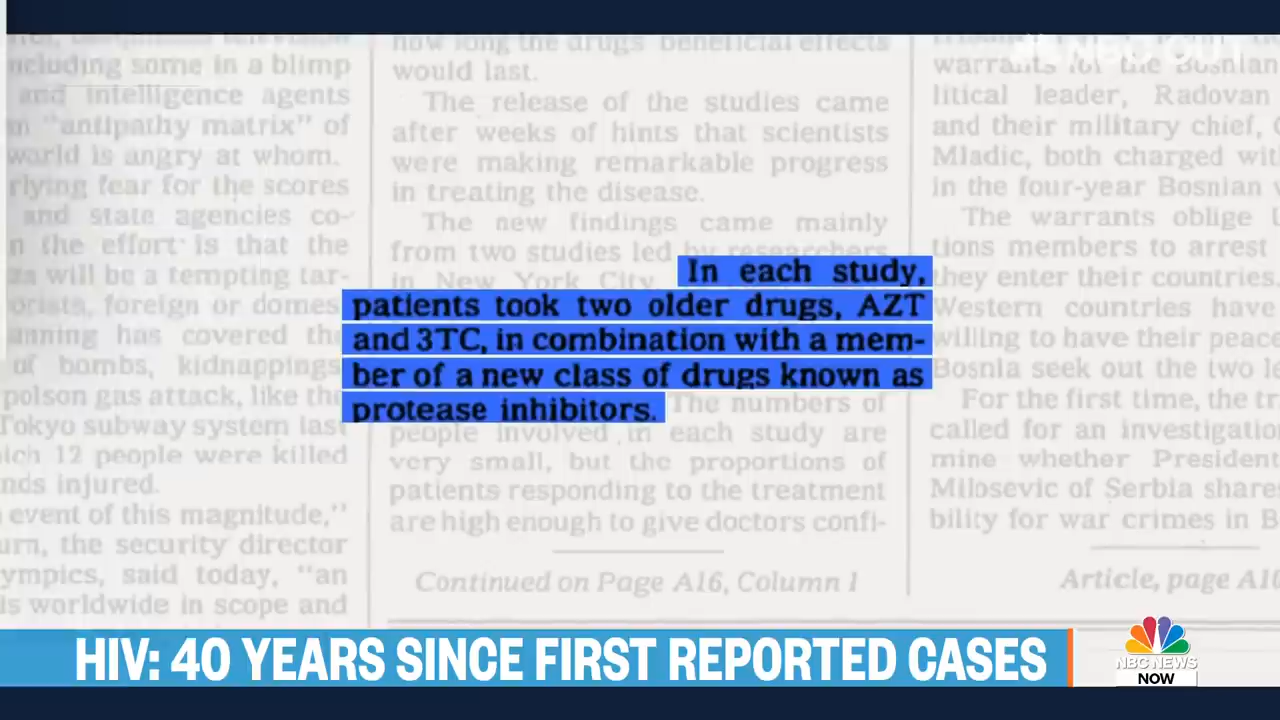 including some in a blimp
and intelligence agents
"antipathy matrix" of
world is angry at whom.
rlying fear for the scores
and state agencies co-
n the effort is that the
as will be a tempting tar-
orists, foreign or domes
anning has covered the
of bombs, kidnappings
poison gas attack, like the
Tokyo subway system last
ich 12 people were killed
nds injured.
event of this magnitude,"
urn, the security director
ympics, said today, "an
is worldwide in scope and
how long the drugs' beneficial effects
would last.
The release of the studies came
after weeks of hints that scientists
were making remarkable progress
in treating the disease.
The new findings came mainly
from two studies led by researchers
in New York City.
In each study,
patients took two older drugs, AZT
and 3TC, in combination with a mem-
ber of a new class of drugs known as
protease inhibitors.
The numbers of
people involved in each study are
very small, but the proportions of
patients responding to the treatment
are high enough to give doctors confi-
Continued on Page A16, Column 1
warrants for the Bosnian
litical leader, Radovan
and their military chief,
Mladic, both charged with
in the four-year Bosnian
The warrants oblige
tions members to arrest
they enter their countries.
Western countries have
willing to have their peace
Bosnia seek out the two le
For the first time, the tr
called for an investigation
mine whether President
Milosevic of Serbia share
bility for war crimes in B
Article, page A10
NBC OUT
HIV: 40 YEARS SINCE FIRST REPORTED CASES
NBC NEWS
NOW